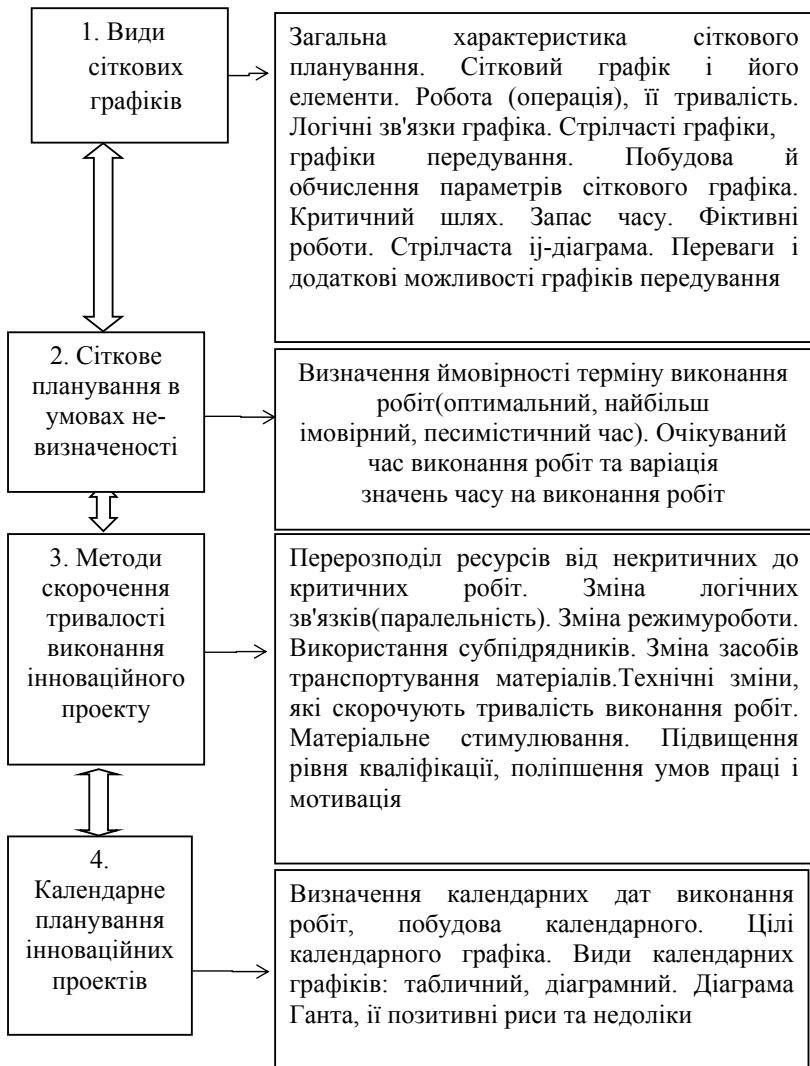 1. Види
сіткових
графіків
Загальна характеристика сіткового
планування. Сітковий графік і його
елементи. Робота (операція), її тривалість.
Логічні зв'язки графіка. Стрілчасті графіки,
графіки передування. Побудова й
обчислення параметрів сіткового графіка.
Критичний шлях. Запас часу. Фіктивні
роботи. Стрілчаста ij-діаграма. Переваги і
додаткові можливості графіків передування
2. Сіткове
планування в
умовах не-
визначеності
Визначення ймовірності терміну виконання
робіт(оптимальний, найбільш
імовірний, песимістичний час). Очікуваний
час виконання робіт та варіація
значень часу на виконання робіт
3. Методи
скорочення
тривалості
виконання
інноваційного
проекту
Перерозподіл ресурсів від некритичних до
критичних робіт. Зміна логічних
зв'язків(паралельність). Зміна режимуроботи.
Використання субпідрядників. Зміна засобів
транспортування матеріалів.Технічні зміни,
які скорочують тривалість виконання робіт.
Матеріальне стимулювання. Підвищення
рівня кваліфікації, поліпшення умов праці і
мотивація
4.
Календарне
планування
інноваційних
проектів
Визначення календарних дат виконання
робіт, побудова календарного. Цілі
календарного графіка. Види календарних
графіків: табличний, діаграмний. Діаграма
Ганта, ії позитивні риси та недоліки